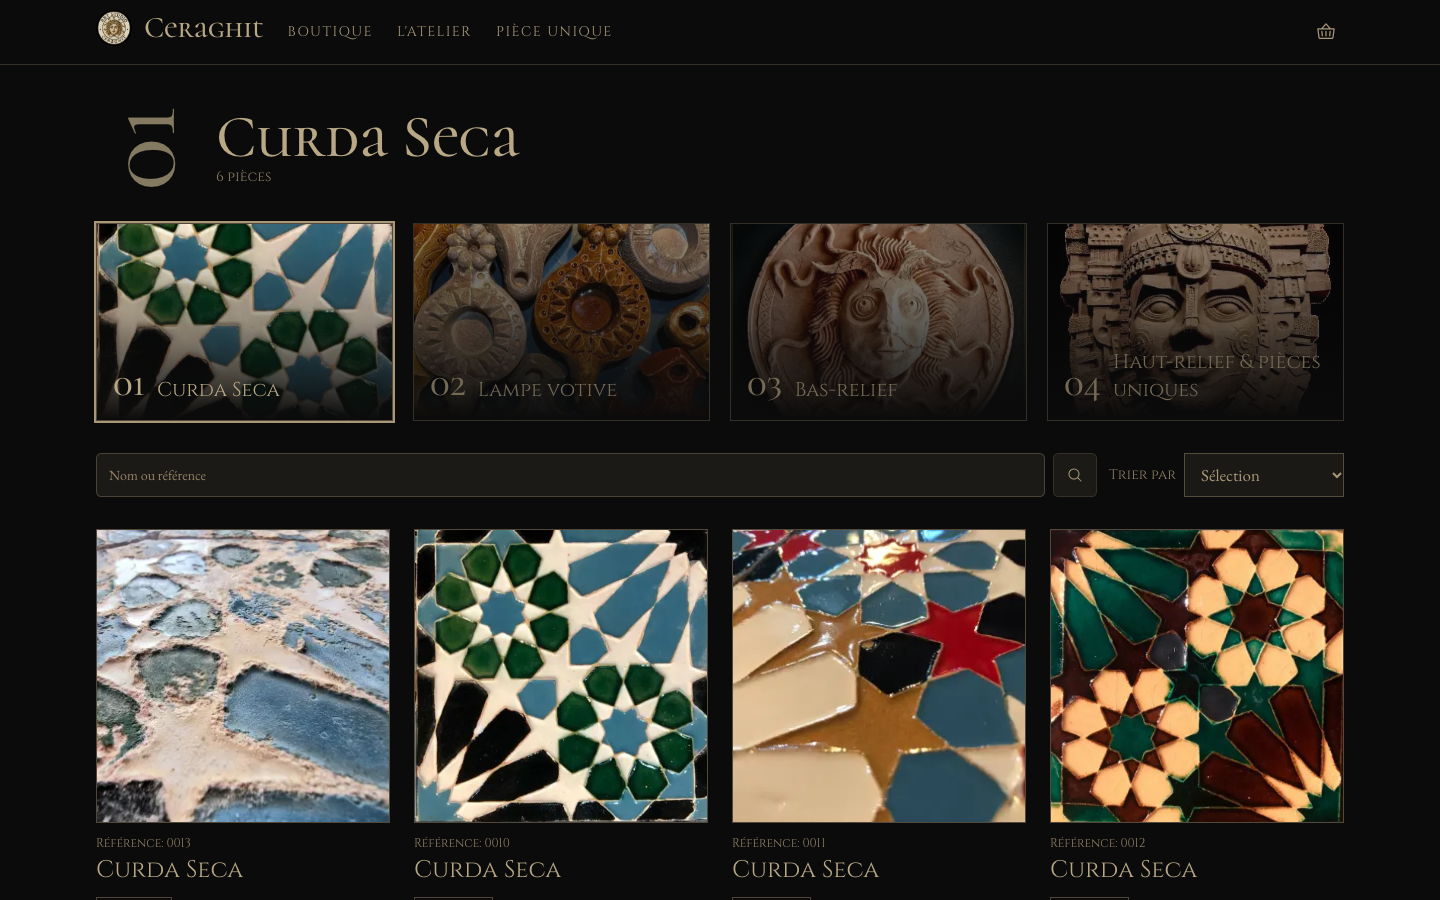 Ceraghit
BOUTIQUE
L'ATELIER
PIÈCE UNIQUE
01
Curda Seca
6 PIÈCES
01 Curda Seca
02 Lampe votive
03 Bas-relief
04 Haut-relief & pièces
uniques
Nom ou référence
Trier par
Sélection
Référence: 0013
Curda Seca
Référence: 0010
Curda Seca
Référence: 0011
Curda Seca
Référence: 0012
Curda Seca